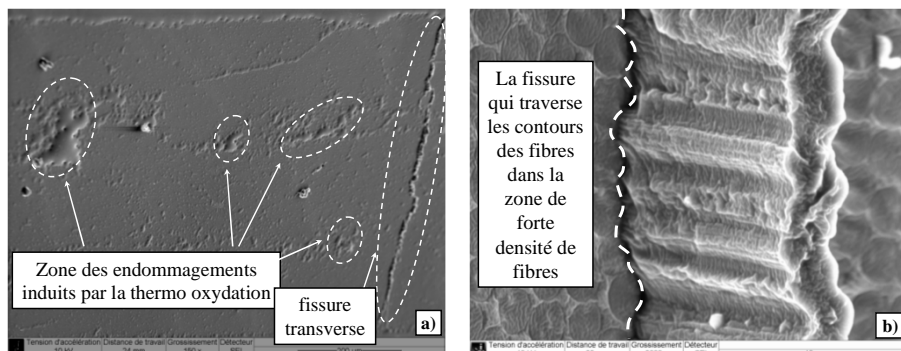 Zone des endommagements
induits par la thermo oxydation
fissure
transverse
a)
Tension d'accélération Distance de travail Grossissement Détecteur
La fissure
qui traverse
les contours
des fibres
dans la
zone de
forte
densité de
fibres
b)
Tension d'accélération Distance de travail Grossissement Détecteur